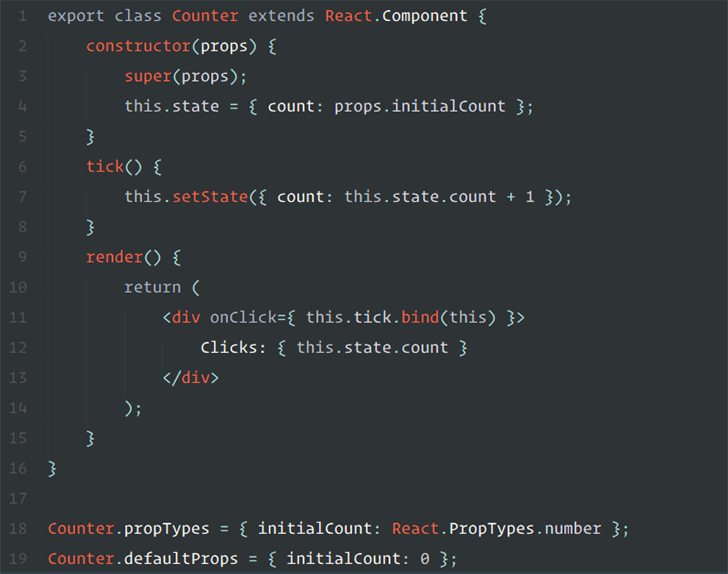 1 export class Counter extends React.Component {
2 constructor(props) {
3 super(props);
4 this.state = { count: props.initialCount };
5 }
6 tick() {
7 this.setState({ count: this.state.count + 1 });
8 }
9 render() {
10 return (
11 <div onClick={ this.tick.bind(this) }>
12 Clicks: { this.state.count }
13 </div>
14 );
15 }
16 }
17
18 Counter.propTypes = { initialCount: React.PropTypes.number };
19 Counter.defaultProps = { initialCount: 0 };